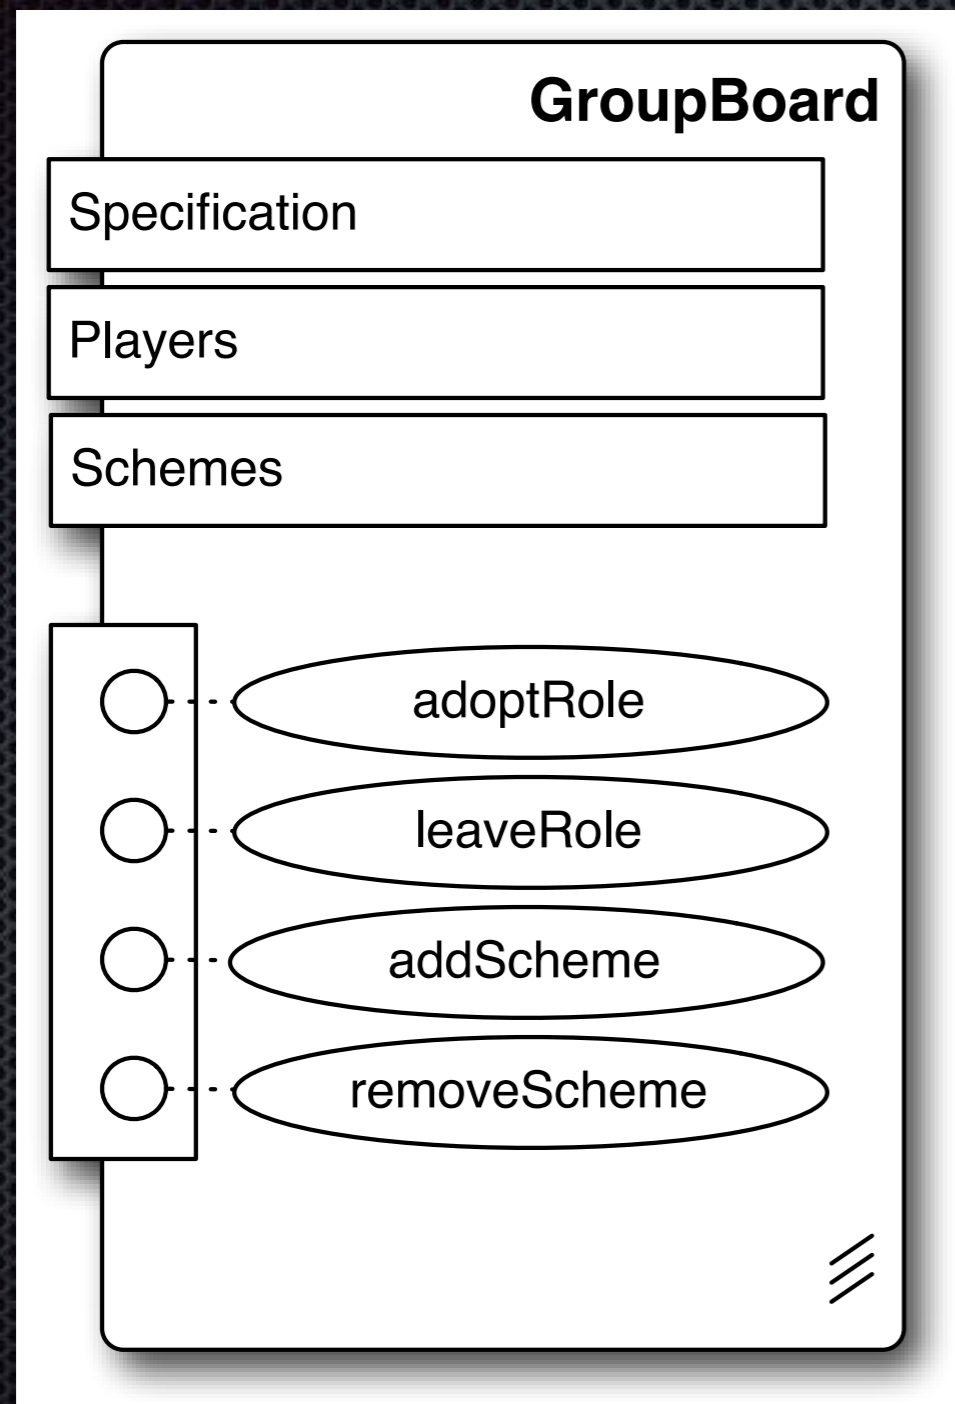 GroupBoard
Specification
Players
Schemes
adoptRole
leaveRole
addScheme
removeScheme